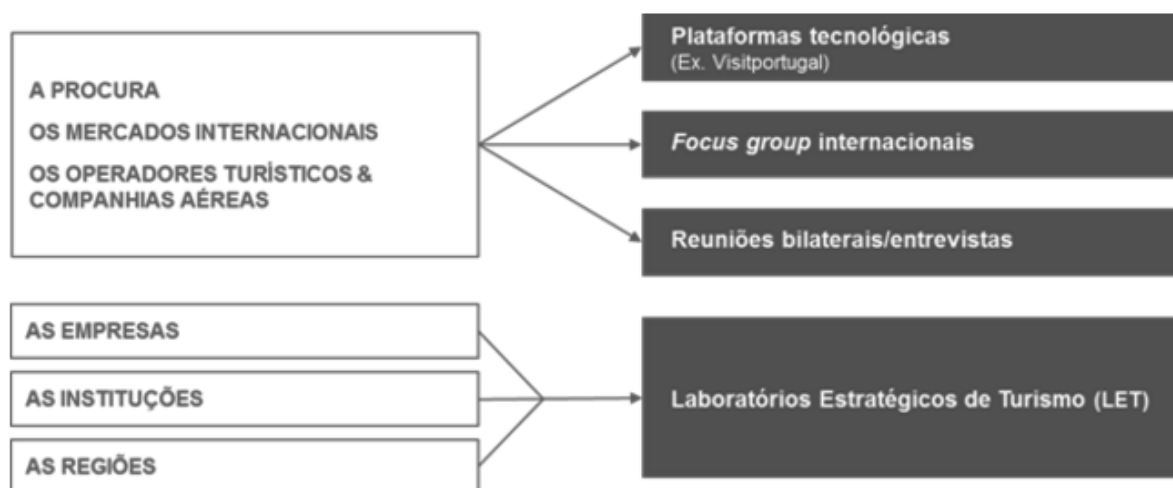 A PROCURA
OS MERCADOS INTERNACIONAIS
OS OPERADORES TURÍSTICOS &
COMPANHIAS AÉREAS
Plataformas tecnológicas
(Ex. Visitportugal)
Focus group internacionais
Reuniões bilaterais/entrevistas
AS EMPRESAS
AS INSTITUÇÕES
AS REGIÕES
Laboratórios Estratégicos de Turismo (LET)